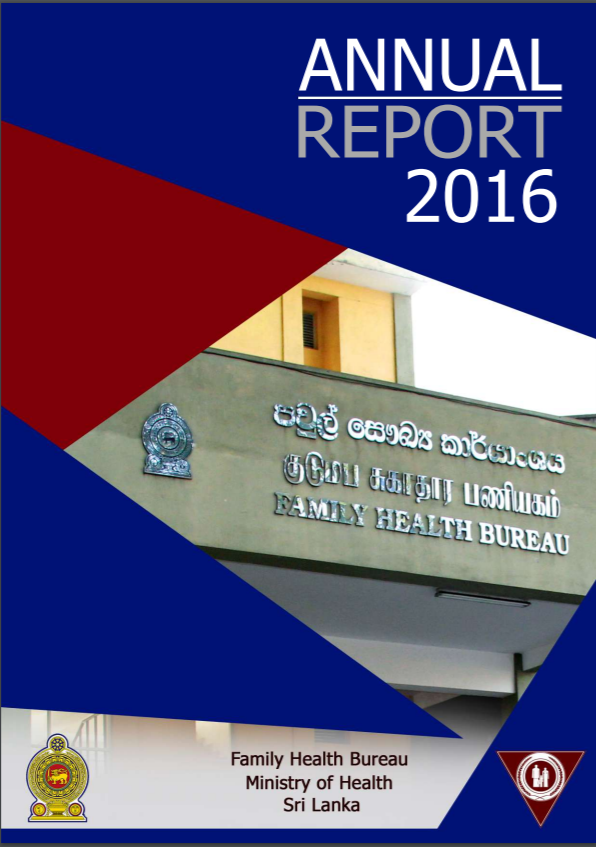 ANNUAL
REPORT
2016
පවුල් සෞඛ්‍ය කාර්යාංශය
குடும்ப சுகாதார பணியகம்
FAMILY HEALTH BUREAU
Family Health Bureau
Ministry of Health
Sri Lanka